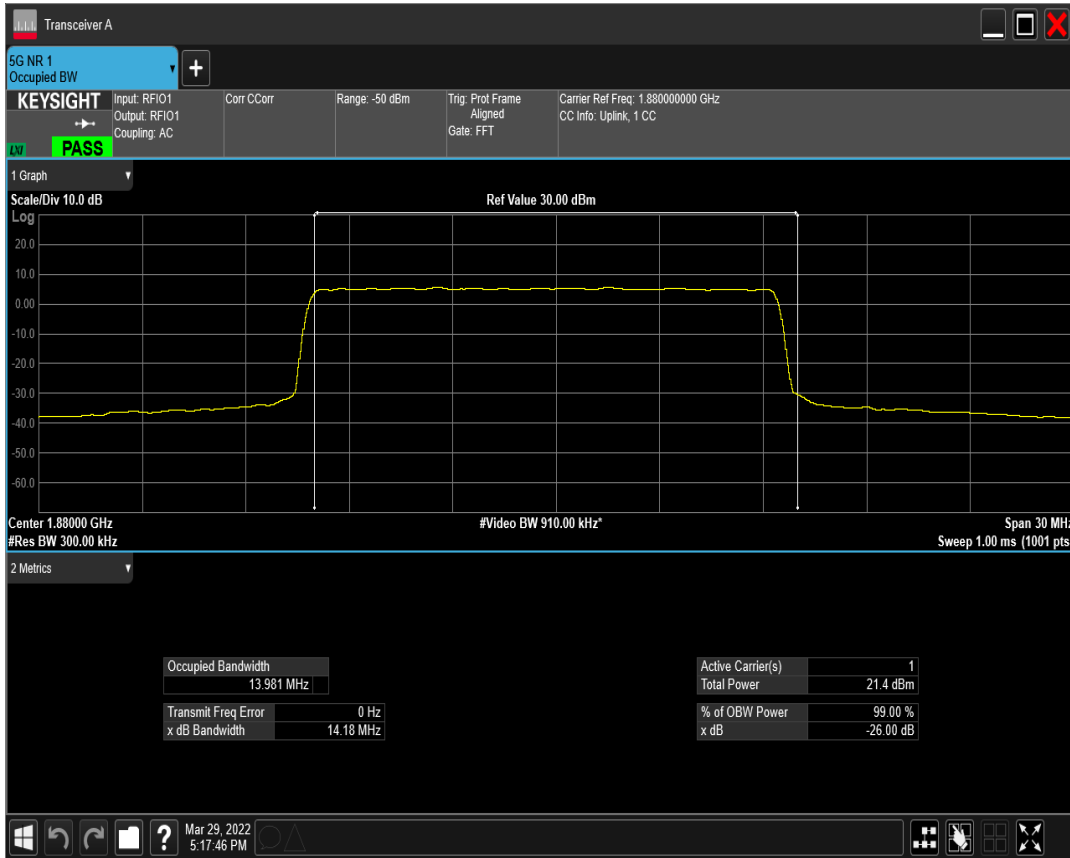 Transceiver A
5G NR 1
Occupied BW
KEYSIGHT
LXI
PASS
Input: RFIO1
Output: RFIO1
Coupling: AC
Corr CCorr
Range: -50 dBm
Trig: Prot Frame
Aligned
Gate: FFT
Carrier Ref Freq: 1.880000000 GHz
CC Info: Uplink, 1 CC
1 Graph
Scale/Div 10.0 dB
Ref Value 30.00 dBm
Log
20.0
10.0
0.00
-10.0
-20.0
-30.0
-40.0
-50.0
-60.0
Center 1.88000 GHz
#Video BW 910.00 kHz*
Span 30 MHz
#Res BW 300.00 kHz
Sweep 1.00 ms (1001 pts
2 Metrics
Occupied Bandwidth
13.981 MHz
Transmit Freq Error 0 Hz
x dB Bandwidth 14.18 MHz
Active Carrier(s) 1
Total Power 21.4 dBm
% of OBW Power 99.00 %
x dB -26.00 dB
?
Mar 29, 2022
5:17:46 PM